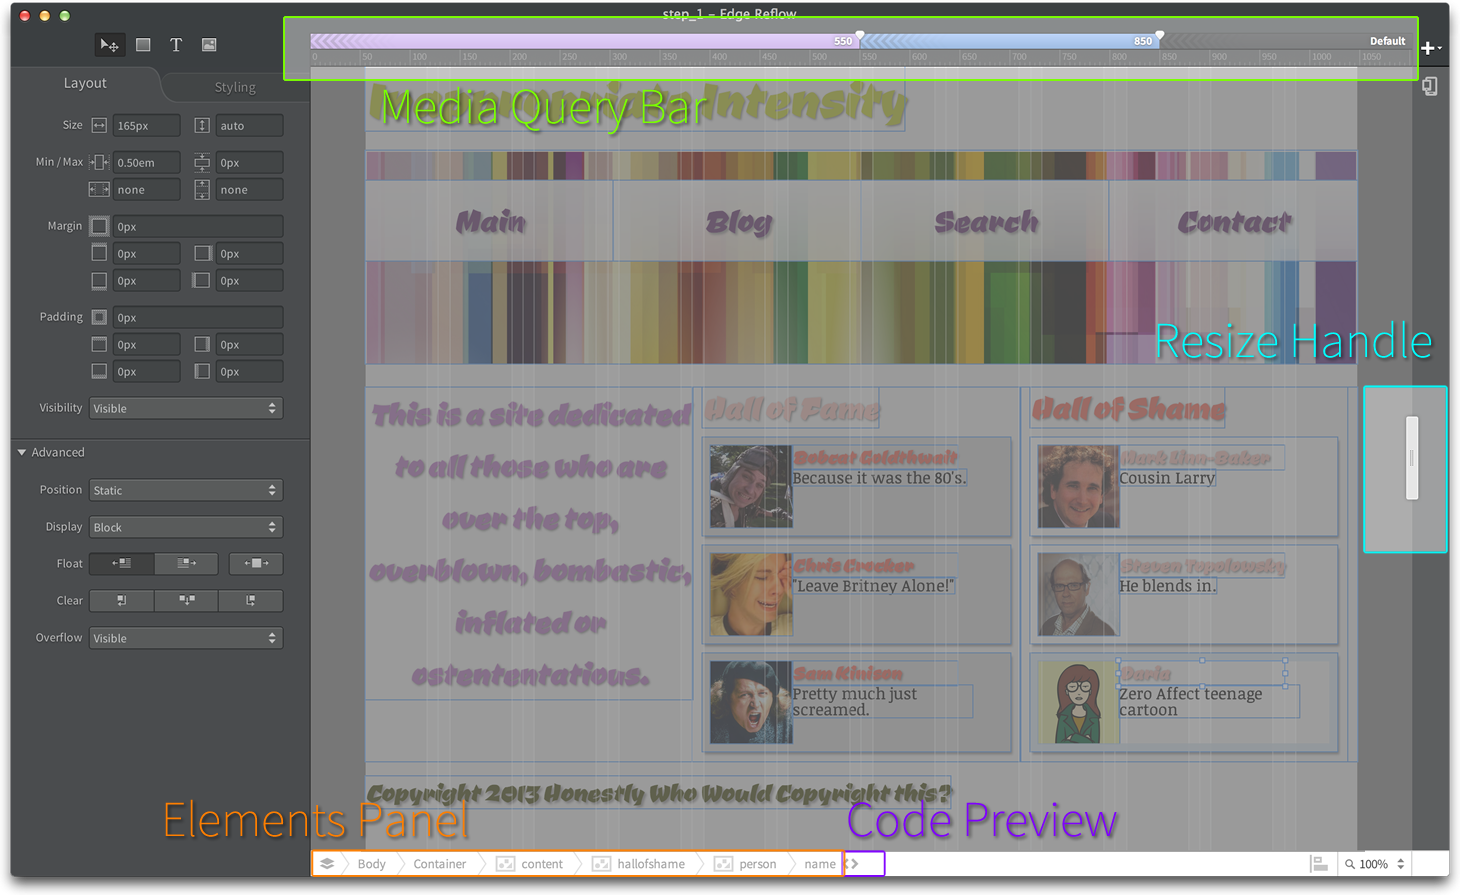 step_1 – Edge Reflow
550
850
Default
0 50 100 150 200 250 300 350 400 450 500 550 600 650 700 750 800 850 900 950 1000 1050
T
Layout
Styling
Media Query Bar
Intensity
Size 165px auto
Min / Max 0.50em 0px
none none
Margin 0px
0px 0px
0px 0px
Padding 0px
0px 0px
0px 0px
Visibility Visible
Advanced
Position Static
Display Block
Float
Clear
Overflow Visible
Main
Blog
Search
Contact
Resize Handle
This is a site dedicated
to all those who are
over the top,
overblown, bombastic,
inflated or
ostententatious.
Hall of Fame
Bobcat Goldthwait
Because it was the 80's.
Chris Crocker
"Leave Britney Alone!"
Sam Kinison
Pretty much just
screamed.
Hall of Shame
Mark Linn-Baker
Cousin Larry
Steven Topolowsky
He blends in.
Daria
Zero Affect teenage
cartoon
Copyright 2013 Honestly Who Would Copyright this?
Elements Panel
Code Preview
Body Container content hallofshame person name
100%